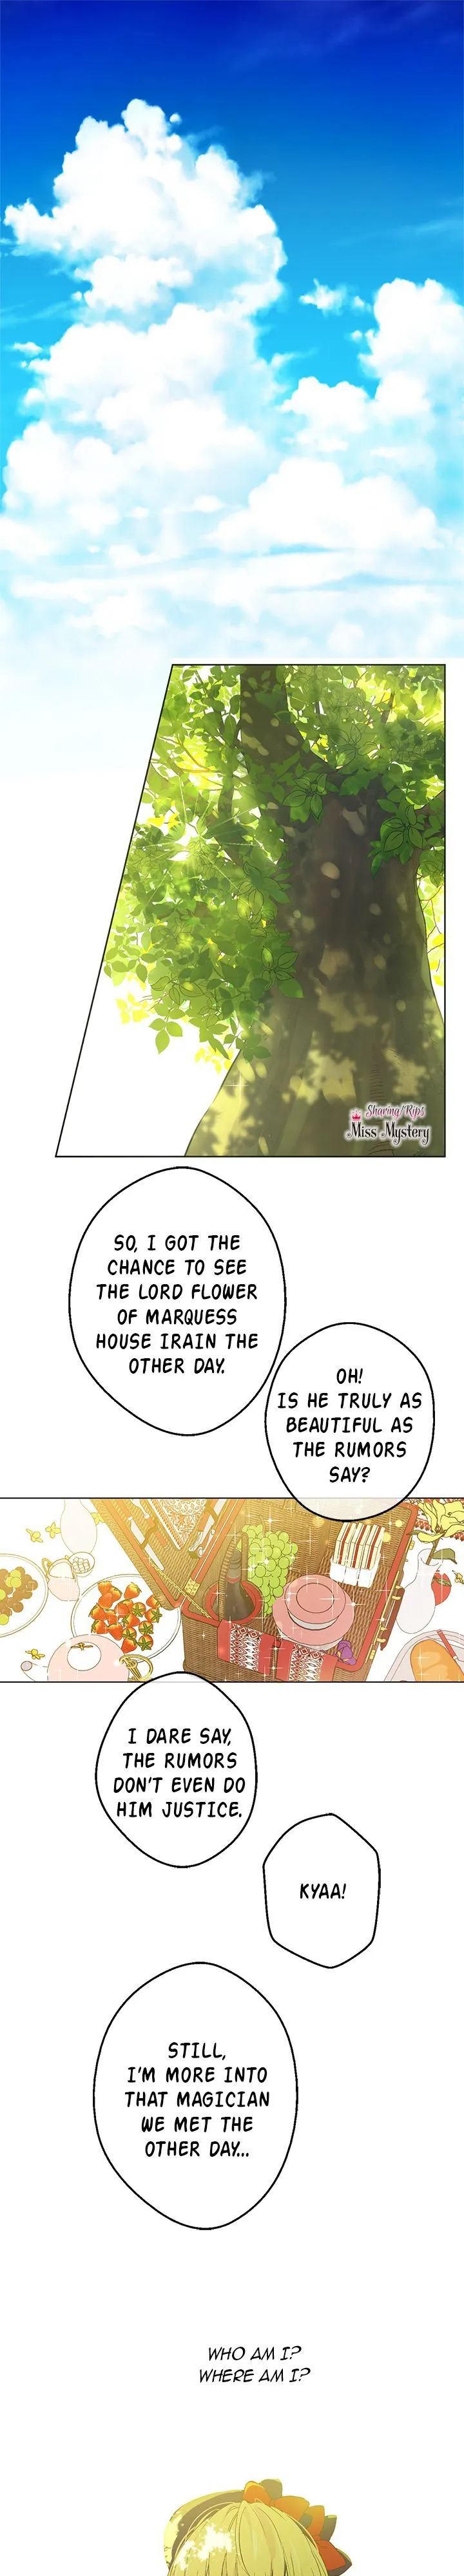 Sharing/Rips
Miss Mystery
SO, I GOT THE
CHANCE TO SEE
THE LORD FLOWER
OF MARQUESS
HOUSE IRAIN THE
OTHER DAY.
OH!
IS HE TRULY AS
BEAUTIFUL AS
THE RUMORS
SAY?
I DARE SAY,
THE RUMORS
DON'T EVEN DO
HIM JUSTICE.
KYAA!
STILL,
I'M MORE INTO
THAT MAGICIAN
WE MET THE
OTHER DAY...
WHO AM I?
WHERE AM I?